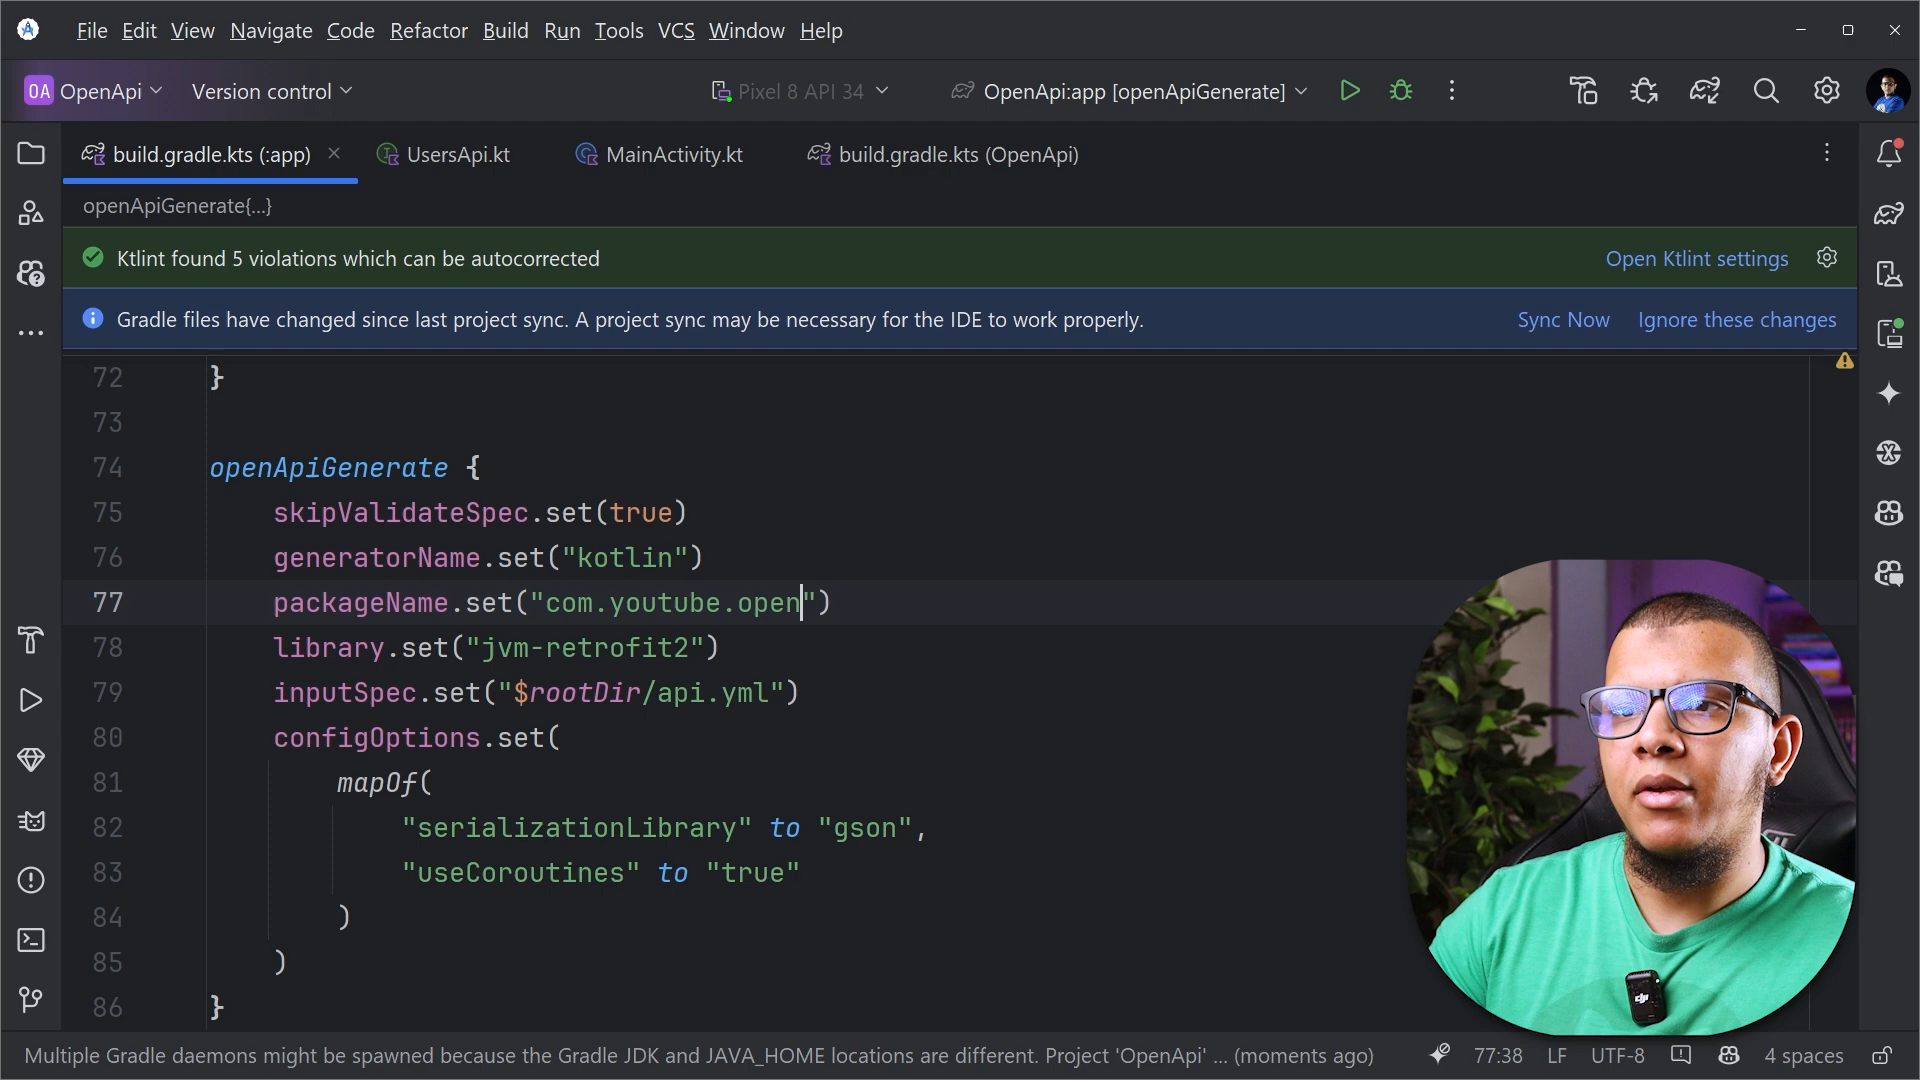 File Edit View Navigate Code Refactor Build Run Tools VCS Window Help
OA OpenApi Version control Pixel 8 API 34 OpenApi:app [openApiGenerate]
build.gradle.kts (:app) UsersApi.kt MainActivity.kt build.gradle.kts (OpenApi)
openApiGenerate{...}
Ktlint found 5 violations which can be autocorrected Open Ktlint settings
Gradle files have changed since last project sync. A project sync may be necessary for the IDE to work properly. Sync Now Ignore these changes
72 }
73
74 openApiGenerate {
75 skipValidateSpec.set(true)
76 generatorName.set("kotlin")
77 packageName.set("com.youtube.open")
78 library.set("jvm-retrofit2")
79 inputSpec.set("$rootDir/api.yml")
80 configOptions.set(
81 mapOf(
82 "serializationLibrary" to "gson",
83 "useCoroutines" to "true"
84 )
85 )
86 }
dji
Multiple Gradle daemons might be spawned because the Gradle JDK and JAVA_HOME locations are different. Project 'OpenApi' ... (moments ago) 77:38 LF UTF-8 4 spaces